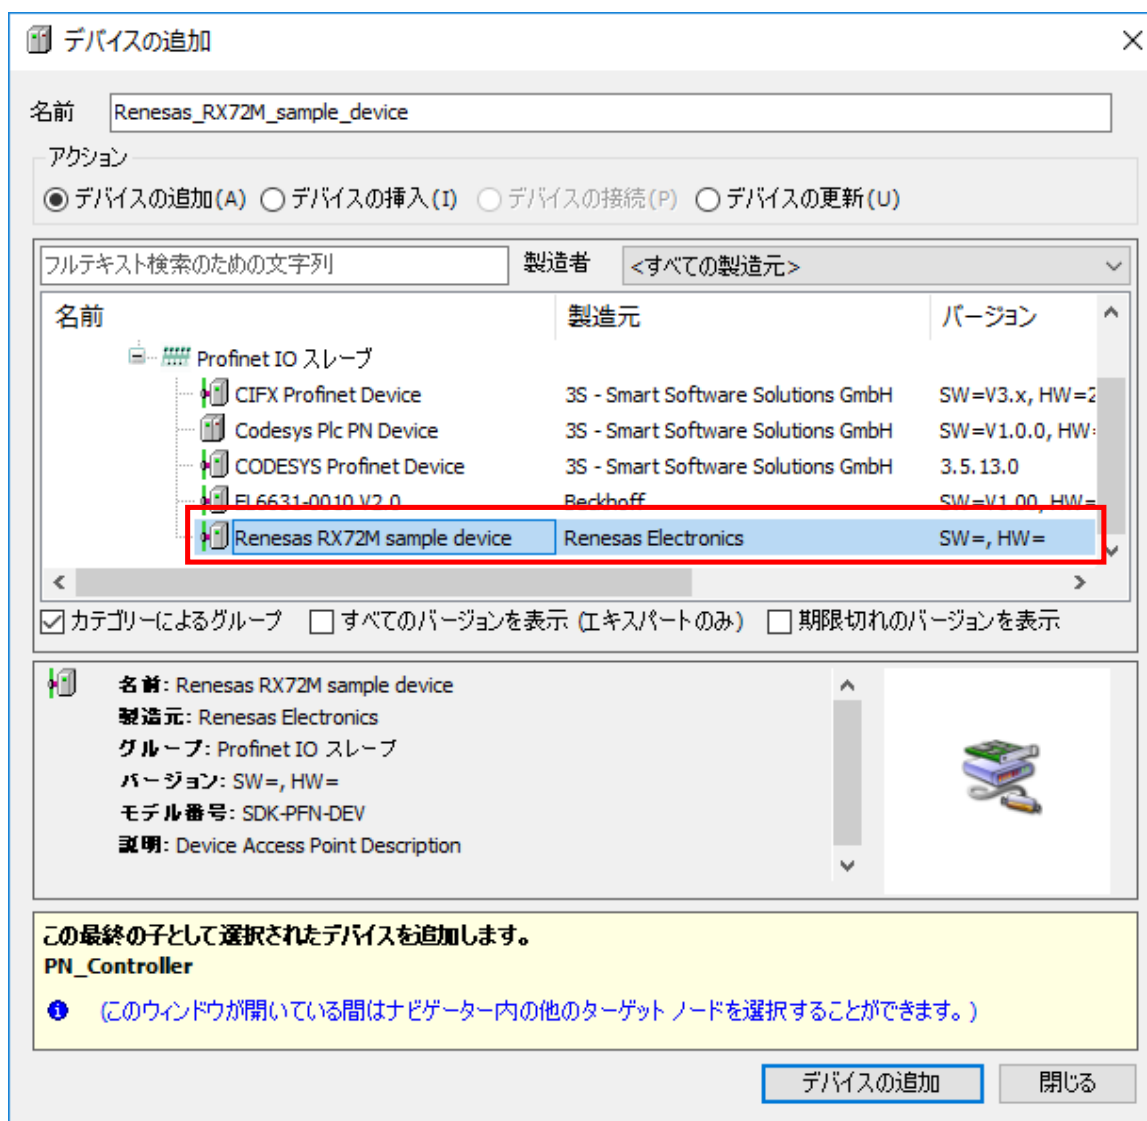 デバイスの追加
名前 Renesas_RX72M_sample_device
アクション
デバイスの追加(A) デバイスの挿入(I) デバイスの接続(P) デバイスの更新(U)
フルテキスト検索のための文字列 製造者 <すべての製造元>
名前 製造元 バージョン
Profinet IO スレーブ
CIFX Profinet Device 3S - Smart Software Solutions GmbH SW=V3.x, HW=2
Codesys Plc PN Device 3S - Smart Software Solutions GmbH SW=V1.0.0, HW=
CODESYS Profinet Device 3S - Smart Software Solutions GmbH 3.5.13.0
EL6631-0010 V2.0 Beckhoff SW=V1.00, HW=
Renesas RX72M sample device Renesas Electronics SW=, HW=
カテゴリーによるグループ すべてのバージョンを表示 (エキスパートのみ) 期限切れのバージョンを表示
名前: Renesas RX72M sample device
製造元: Renesas Electronics
グループ: Profinet IO スレーブ
バージョン: SW=, HW=
モデル番号: SDK-PFN-DEV
説明: Device Access Point Description
この最終の子として選択されたデバイスを追加します。
PN_Controller
(このウィンドウが開いている間はナビゲーター内の他のターゲット ノードを選択することができます。)
デバイスの追加 閉じる